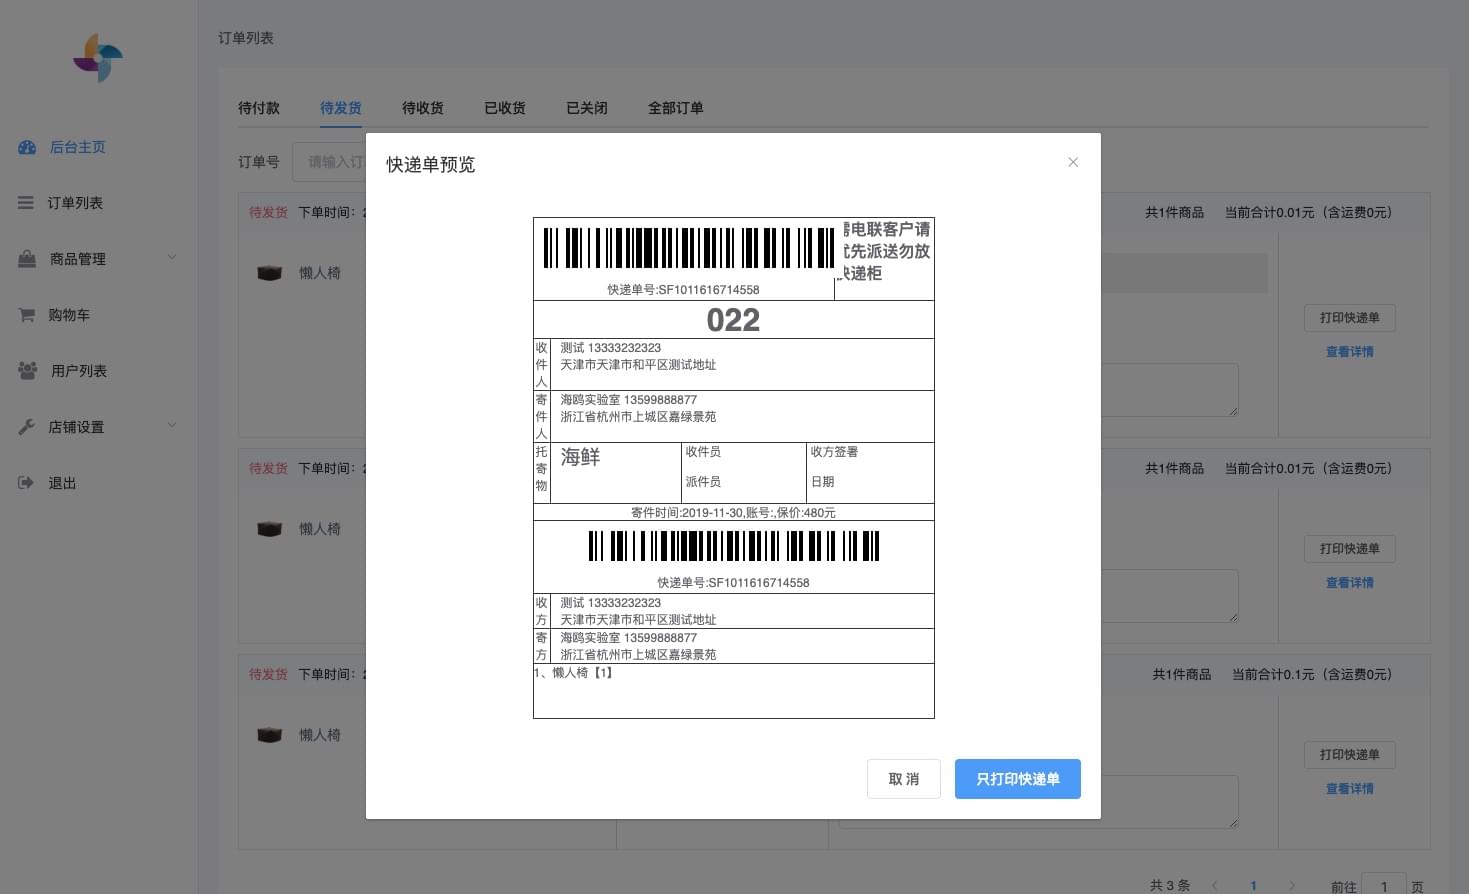 订单列表
待付款 待发货 待收货 已收货 已关闭 全部订单
后台主页
订单列表
商品管理
购物车
用户列表
店铺设置
退出
订单号 请输入订
待发货 下单时间：2
共1件商品 当前合计0.01元（含运费0元）
懒人椅
打印快递单
查看详情
待发货 下单时间：2
共1件商品 当前合计0.01元（含运费0元）
懒人椅
打印快递单
查看详情
待发货 下单时间：2
共1件商品 当前合计0.1元（含运费0元）
懒人椅
打印快递单
查看详情
共 3 条 1 前往 1 页
快递单预览
需电联客户请
优先派送勿放
快递柜
快递单号:SF1011616714558
022
收件人
测试 13333232323
天津市天津市和平区测试地址
寄件人
海鸥实验室 13599888877
浙江省杭州市上城区嘉绿景苑
托寄物
海鲜
收件员
派件员
收方签署
日期
寄件时间:2019-11-30,账号:,保价:480元
快递单号:SF1011616714558
收方
测试 13333232323
天津市天津市和平区测试地址
寄方
海鸥实验室 13599888877
浙江省杭州市上城区嘉绿景苑
1、懒人椅【1】
取 消
只打印快递单